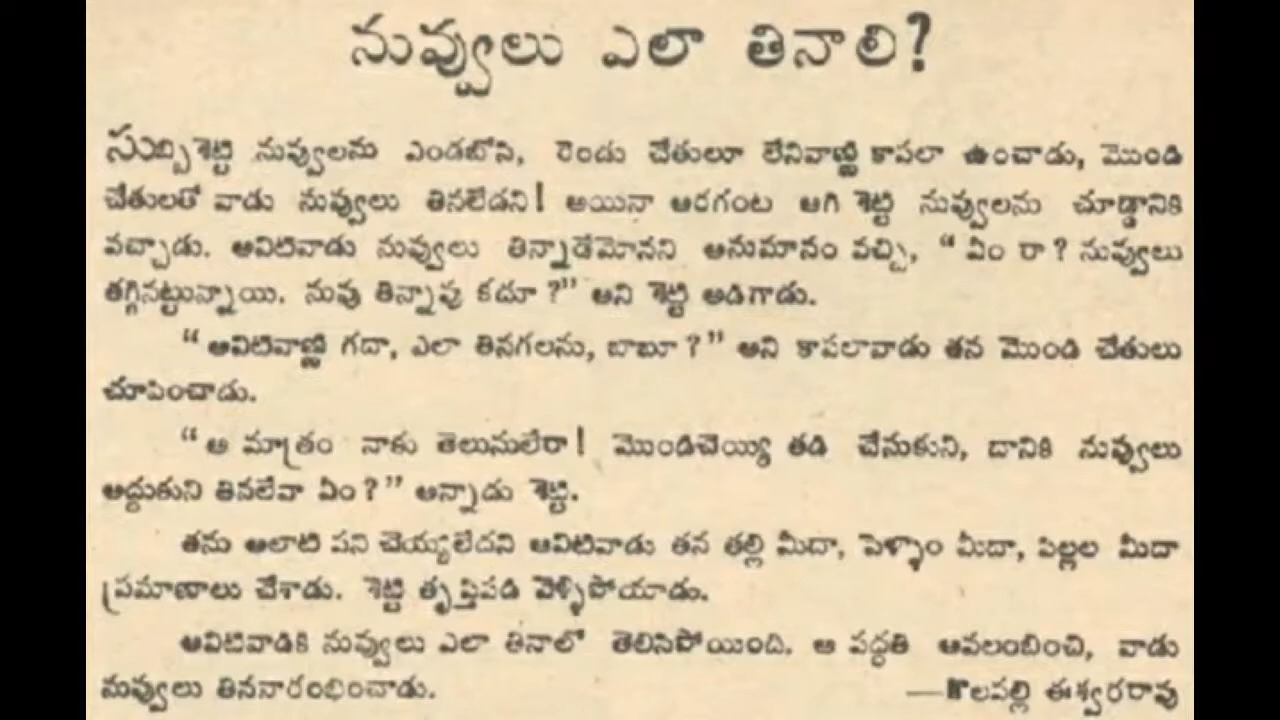 నువ్వులు ఎలా తినాలి?
సుబ్బిశెట్టి నువ్వులను ఎండబోసి, రెండు చేతులూ లేనివాణ్ణి కాపలా ఉంచాడు, మొండి
చేతులతో వాడు నువ్వులు తినలేడని! అయినా అరగంట ఆగి శెట్టి నువ్వులను చూడ్డానికి
వచ్చాడు. అవిటివాడు నువ్వులు తిన్నాడేమోనని అనుమానం వచ్చి, “ ఏం రా? నువ్వులు
తగ్గినట్టున్నాయి. నువు తిన్నావు కదూ ?” అని శెట్టి అడిగాడు.
“ అవిటివాణ్ణి గదా, ఎలా తినగలను, బాబూ ?” అని కాపలావాడు తన మొండి చేతులు
చూపించాడు.
“ ఆ మాత్రం నాకు తెలునులేరా! మొండిచెయ్యి తడి చేసుకుని, దానికి నువ్వులు
అద్దుకుని తినలేవా ఏం?” అన్నాడు శెట్టి.
తను అలాటి పని చెయ్యలేదని అవిటివాడు తన తల్లి మీదా, పెళ్ళాం మీదా, పిల్లల మీదా
ప్రమాణాలు చేశాడు. శెట్టి తృప్తిపడి వెళ్ళిపోయాడు.
అవిటివాడికి నువ్వులు ఎలా తినాలో తెలిసిపోయింది. ఆ పద్ధతి అవలంబించి, వాడు
నువ్వులు తిననారంభించాడు. —కొలపల్లి ఈశ్వరరావు